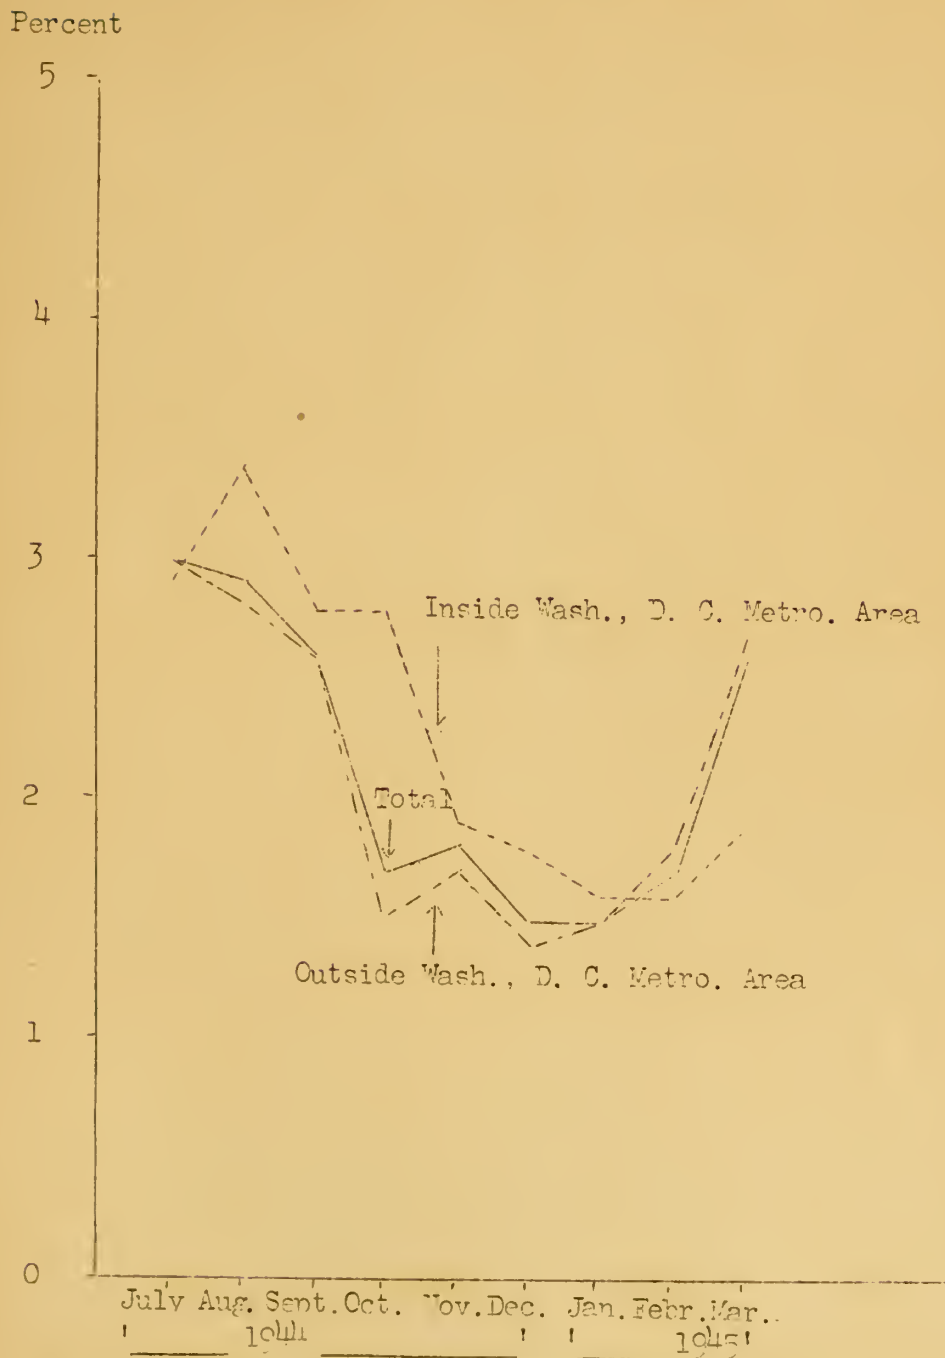 Percent
5
4
3
Inside Wash., D. C. Metro. Area
2
Total
Outside Wash., D. C. Metro. Area
1
0
July Aug. Sept. Oct. Nov. Dec. Jan. Febr. Mar.
1944 1945